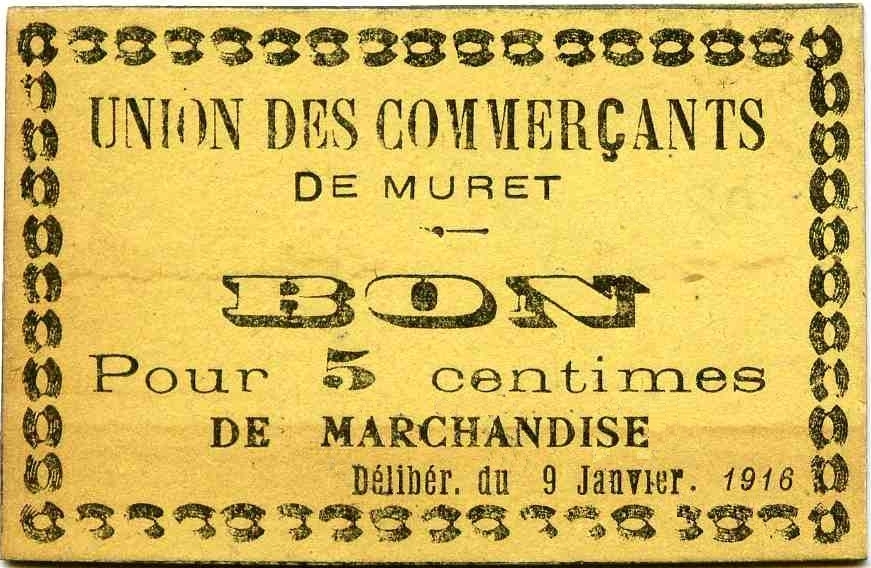 UNION DES COMMERÇANTS
DE MURET
BON
Pour 5 centimes
DE MARCHANDISE
Délibér. du 9 Janvier. 1916